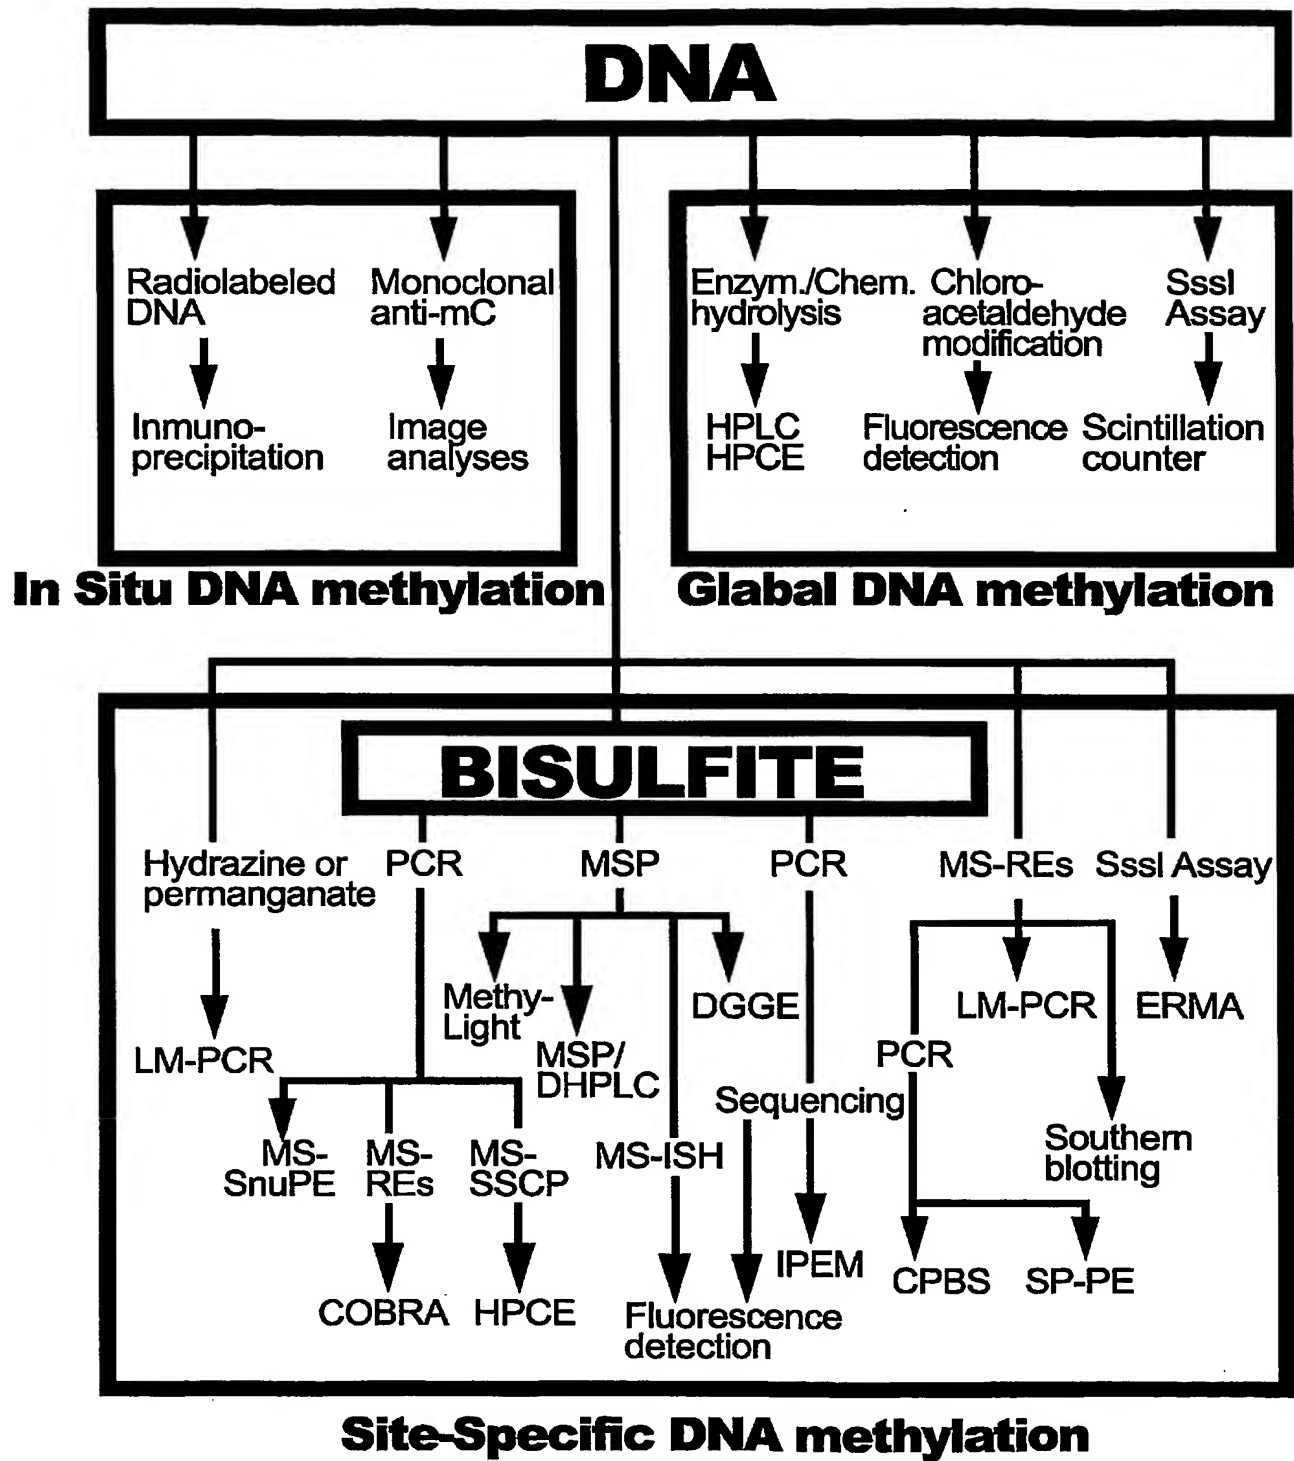 DNA
Radiolabeled
DNA
Inmuno-
precipitation
Monoclonal
anti-mC
Image
analyses
In Situ DNA methylation
Enzym./Chem.
hydrolysis
HPLC
HPCE
Chloro-
acetaldehyde
modification
Fluorescence
detection
SssI
Assay
Scintillation
counter
Glabal DNA methylation
BISULFITE
Hydrazine or
permanganate
LM-PCR
PCR
MS-
SnuPE
MS-
REs
COBRA
MS-
SSCP
HPCE
MSP
Methy-
Light
MSP/
DHPLC
MS-ISH
DGGE
Fluorescence
detection
PCR
Sequencing
IPEM
MS-REs
PCR
CPBS
SP-PE
LM-PCR
Southern
blotting
SssI Assay
ERMA
Site-Specific DNA methylation